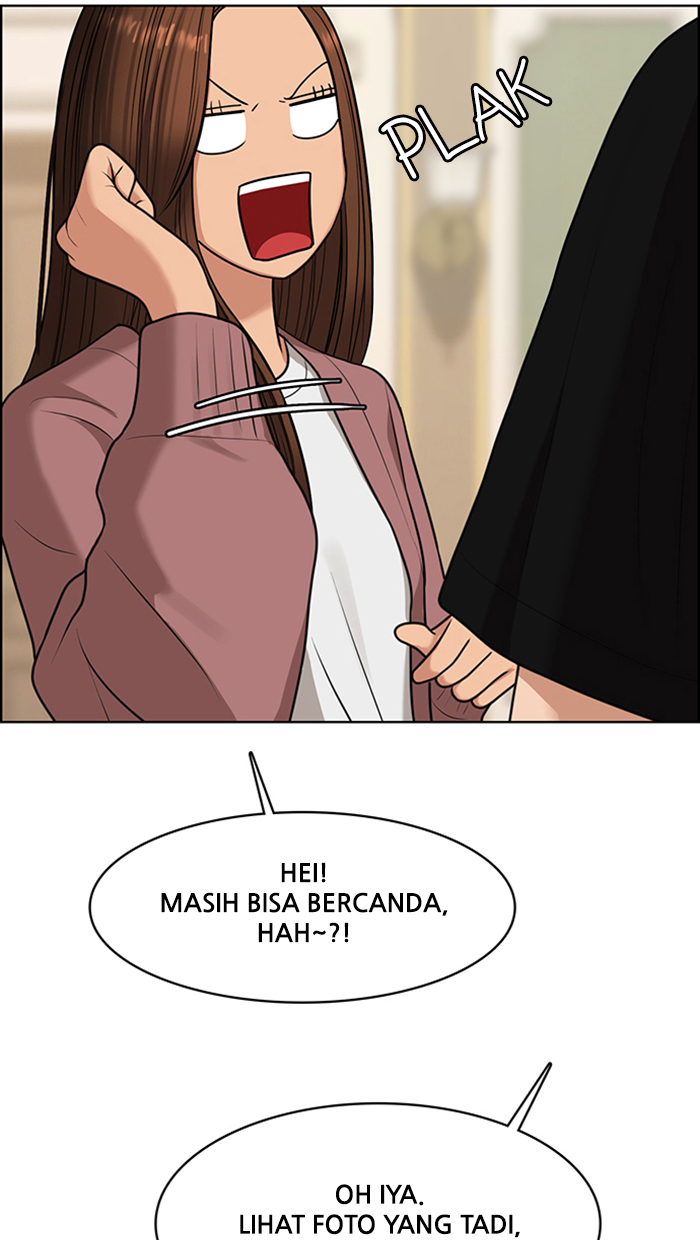 PLAK
HEI!
MASIH BISA BERCANDA,
HAH~?!
OH IYA.
LIHAT FOTO YANG TADI,